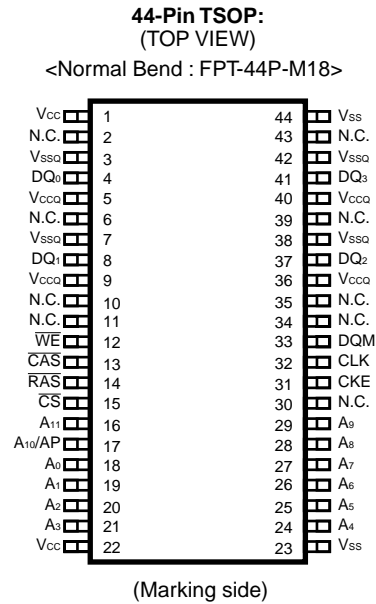 44-Pin TSOP:
(TOP VIEW)
<Normal Bend : FPT-44P-M18>
VCC 1 44 VSS
N.C. 2 43 N.C.
VSSQ 3 42 VSSQ
DQ0 4 41 DQ3
VCCQ 5 40 VCCQ
N.C. 6 39 N.C.
VSSQ 7 38 VSSQ
DQ1 8 37 DQ2
VCCQ 9 36 VCCQ
N.C. 10 35 N.C.
N.C. 11 34 N.C.
WE 12 33 DQM
CAS 13 32 CLK
RAS 14 31 CKE
CS 15 30 N.C.
A11 16 29 A9
A10/AP 17 28 A8
A0 18 27 A7
A1 19 26 A6
A2 20 25 A5
A3 21 24 A4
VCC 22 23 VSS
(Marking side)